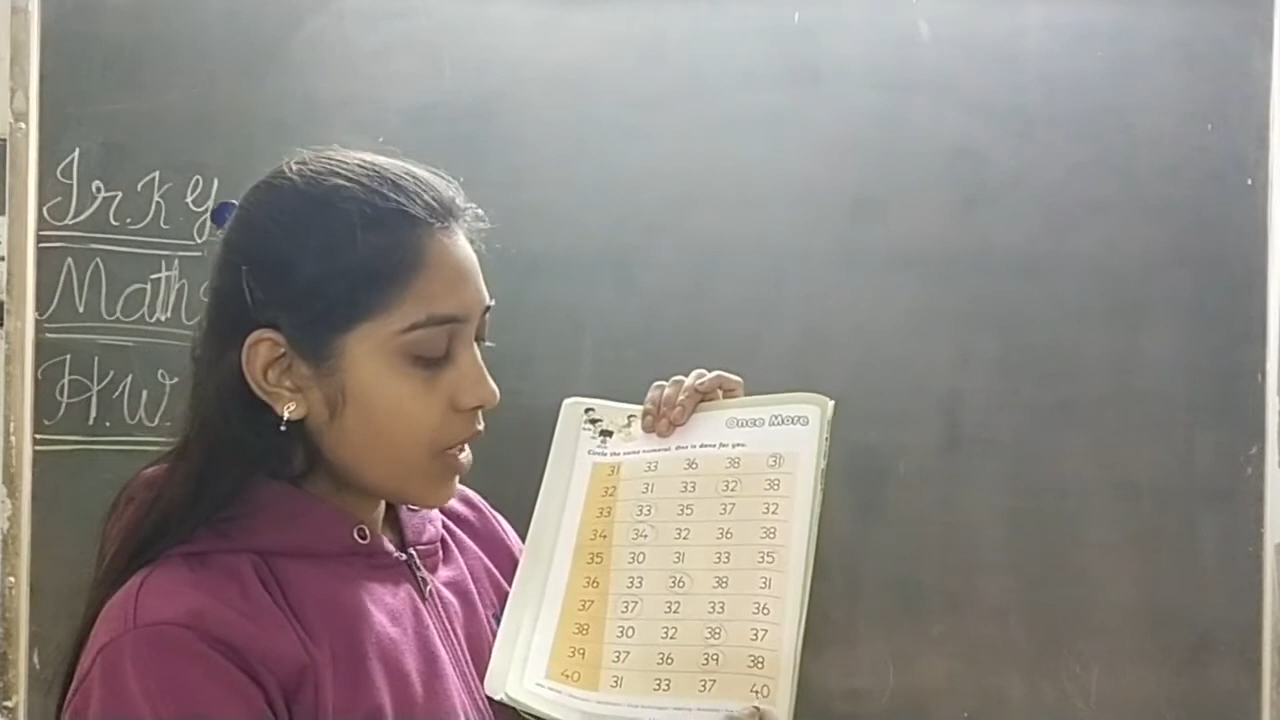 Jr.K.G
Maths
H.W.
Once More
Circle the same numeral. One is done for you.
31 33 36 38 31
32 31 33 32 38
33 33 35 37 32
34 34 32 36 38
35 30 31 33 35
36 33 36 38 31
37 37 32 33 36
38 30 32 38 37
39 37 36 39 38
40 31 33 37 40